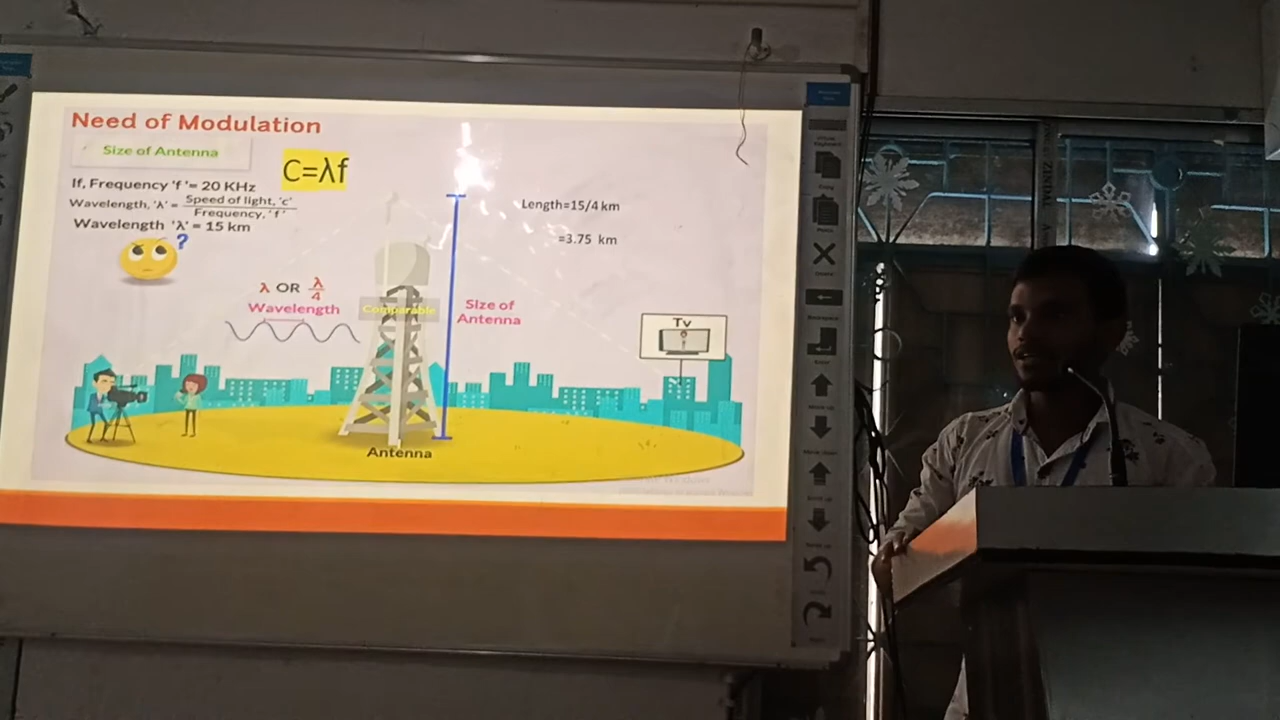 Need of Modulation
Size of Antenna
C=λf
If, Frequency 'f'= 20 KHz
Wavelength, 'λ' = Speed of light, 'c'
Frequency, 'f'
Wavelength 'λ' = 15 km
?
Length=15/4 km
=3.75 km
λ OR λ
4
Wavelength
Comparable
Size of
Antenna
Tv
Antenna